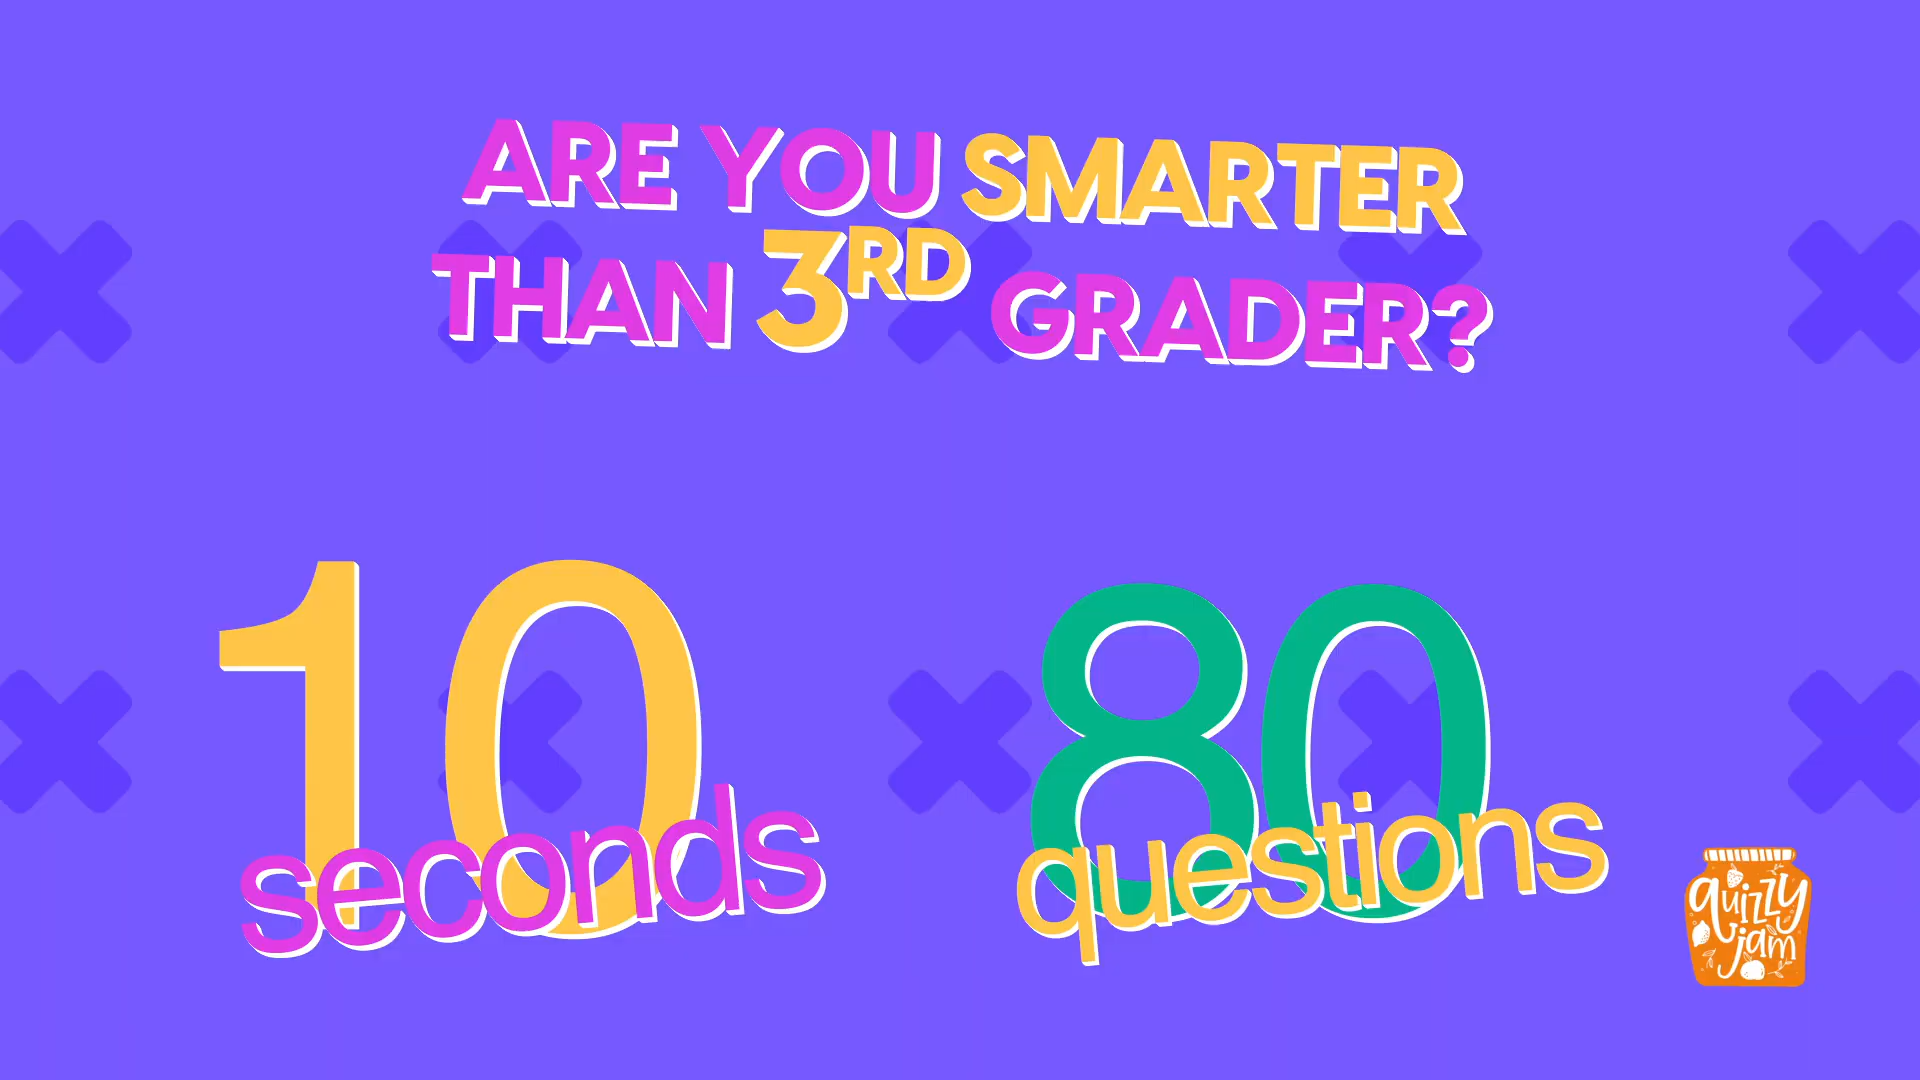 ARE YOU SMARTER
THAN 3RD GRADER?
10
seconds
80
questions
quizzy
jam